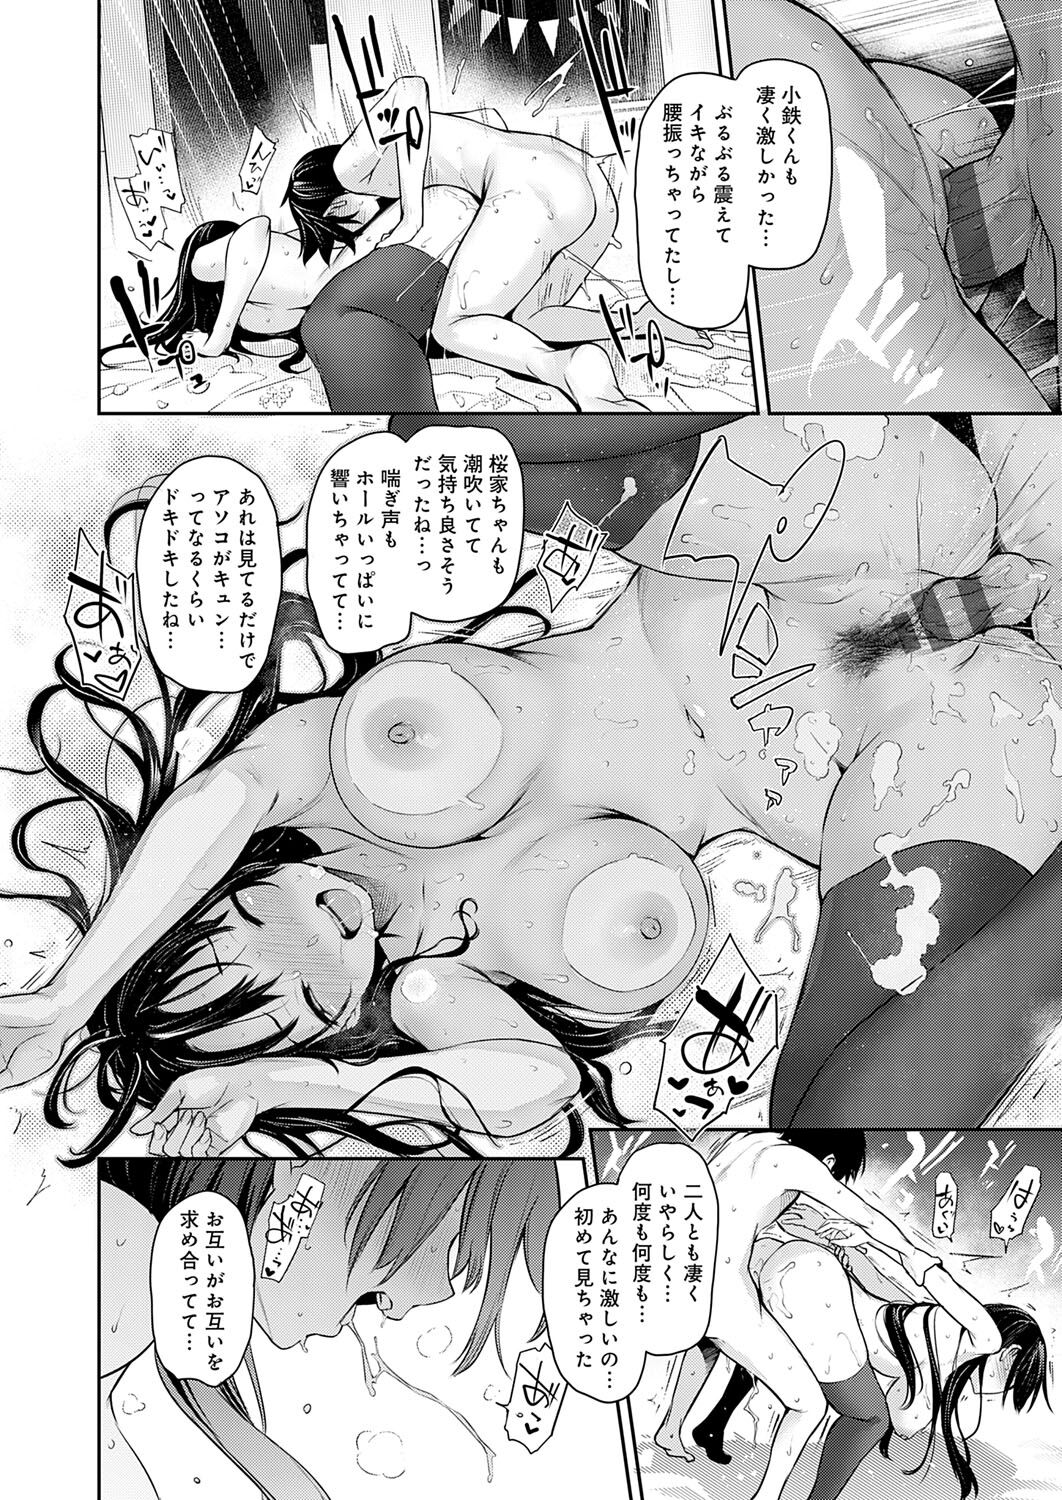 小鉄くんも
凄く激しかった…
ぶるぶる震えて
イキながら
腰振っちゃってたし…
桜家ちゃんも
潮吹いてて
気持ち良さそう
だったね…っ
喘ぎ声も
ホールいっぱいに
響いちゃってて…
あれは見てるだけで
アソコがキュン…
ってなるくらい
ドキドキしたね…
二人とも凄く
いやらしく…
何度も何度も…
あんなに激しいの
初めて見ちゃった
お互いがお互いを
求め合ってて…